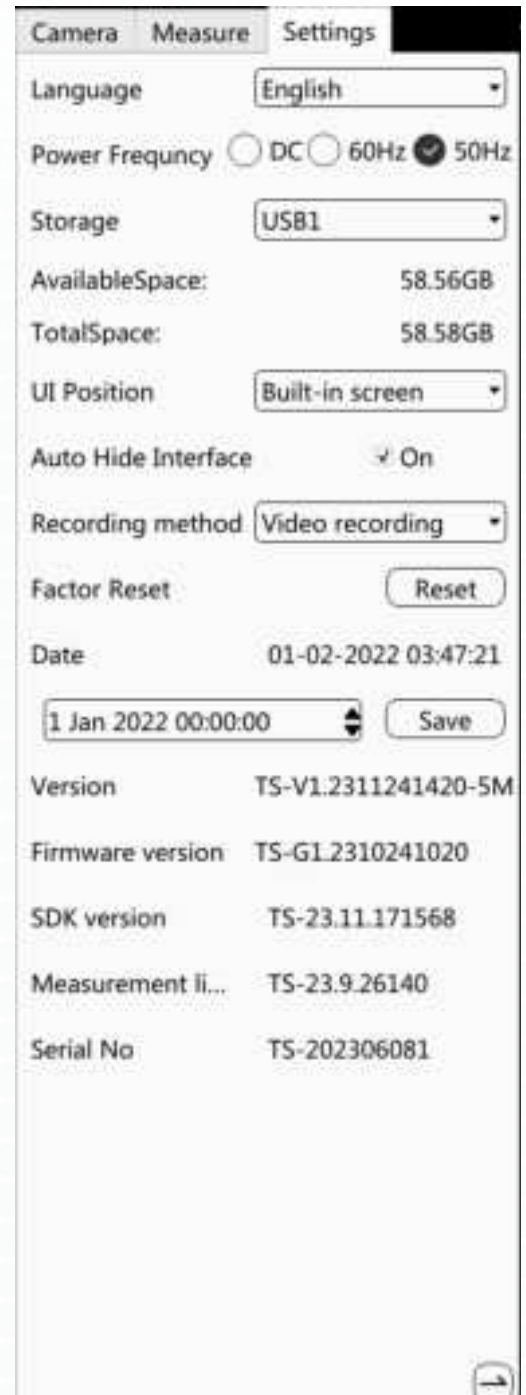 Camera Measure Settings
Language English
Power Frequncy DC 60Hz 50Hz
Storage USB1
AvailableSpace: 58.56GB
TotalSpace: 58.58GB
UI Position Built-in screen
Auto Hide Interface On
Recording method Video recording
Factor Reset Reset
Date 01-02-2022 03:47:21
1 Jan 2022 00:00:00 Save
Version TS-V1.2311241420-5M
Firmware version TS-G1.2310241020
SDK version TS-23.11.171568
Measurement li... TS-23.9.26140
Serial No TS-202306081